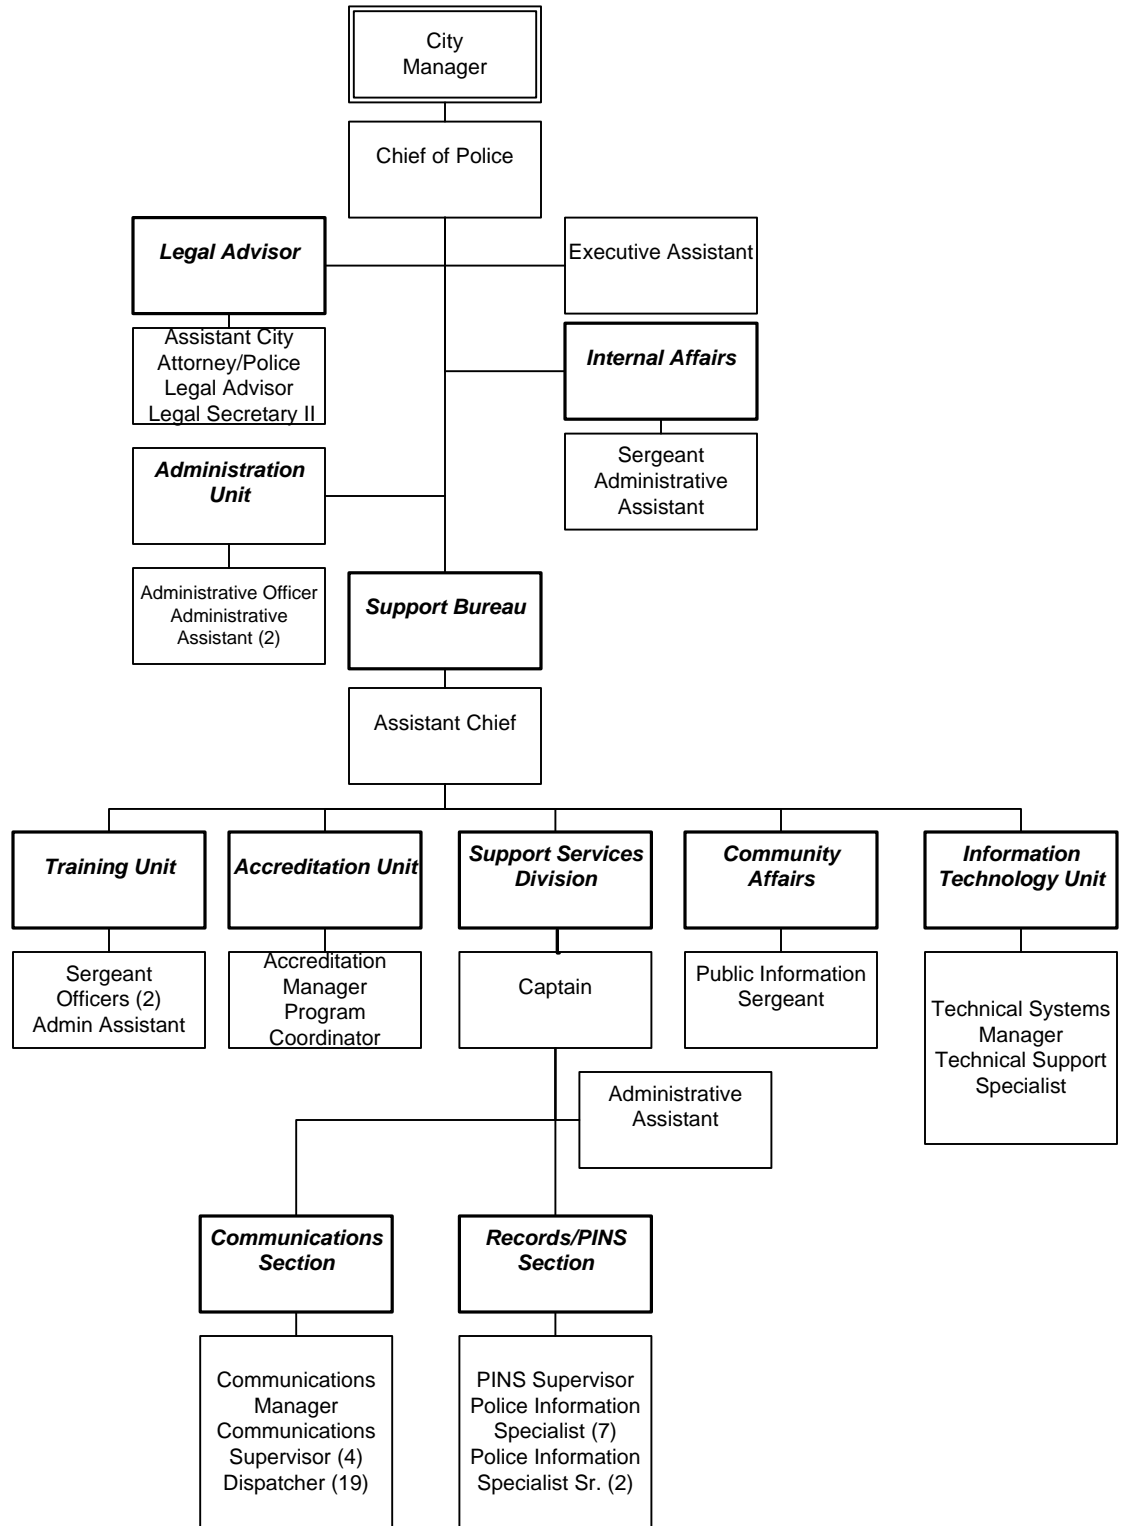 City
Manager
Chief of Police
Legal Advisor
Executive Assistant
Assistant City
Attorney/Police
Legal Advisor
Legal Secretary II
Internal Affairs
Sergeant
Administrative
Assistant
Administration
Unit
Administrative Officer
Administrative
Assistant (2)
Support Bureau
Assistant Chief
Training Unit
Accreditation Unit
Support Services
Division
Community
Affairs
Information
Technology Unit
Sergeant
Officers (2)
Admin Assistant
Accreditation
Manager
Program
Coordinator
Captain
Public Information
Sergeant
Technical Systems
Manager
Technical Support
Specialist
Administrative
Assistant
Communications
Section
Records/PINS
Section
Communications
Manager
Communications
Supervisor (4)
Dispatcher (19)
PINS Supervisor
Police Information
Specialist (7)
Police Information
Specialist Sr. (2)